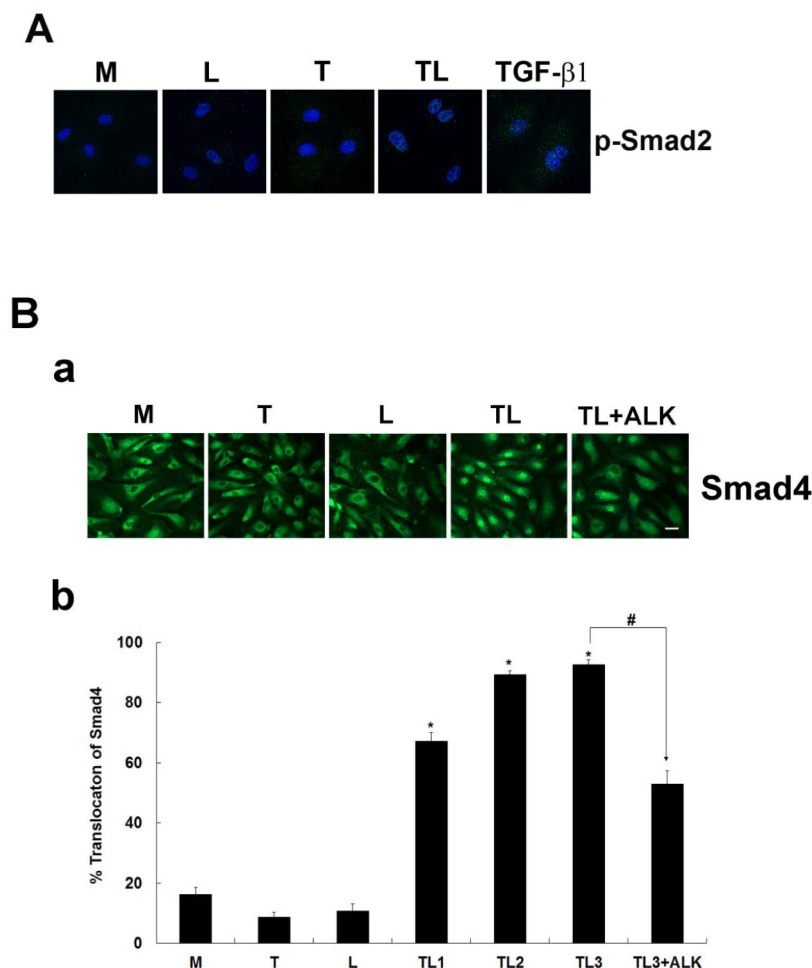 A
M L T TL TGF-β1
p-Smad2
B
a
M T L TL TL+ALK
Smad4
b
% Translocaton of Smad4
100
80
60
40
20
0
* * * #
M T L TL1 TL2 TL3 TL3+ALK